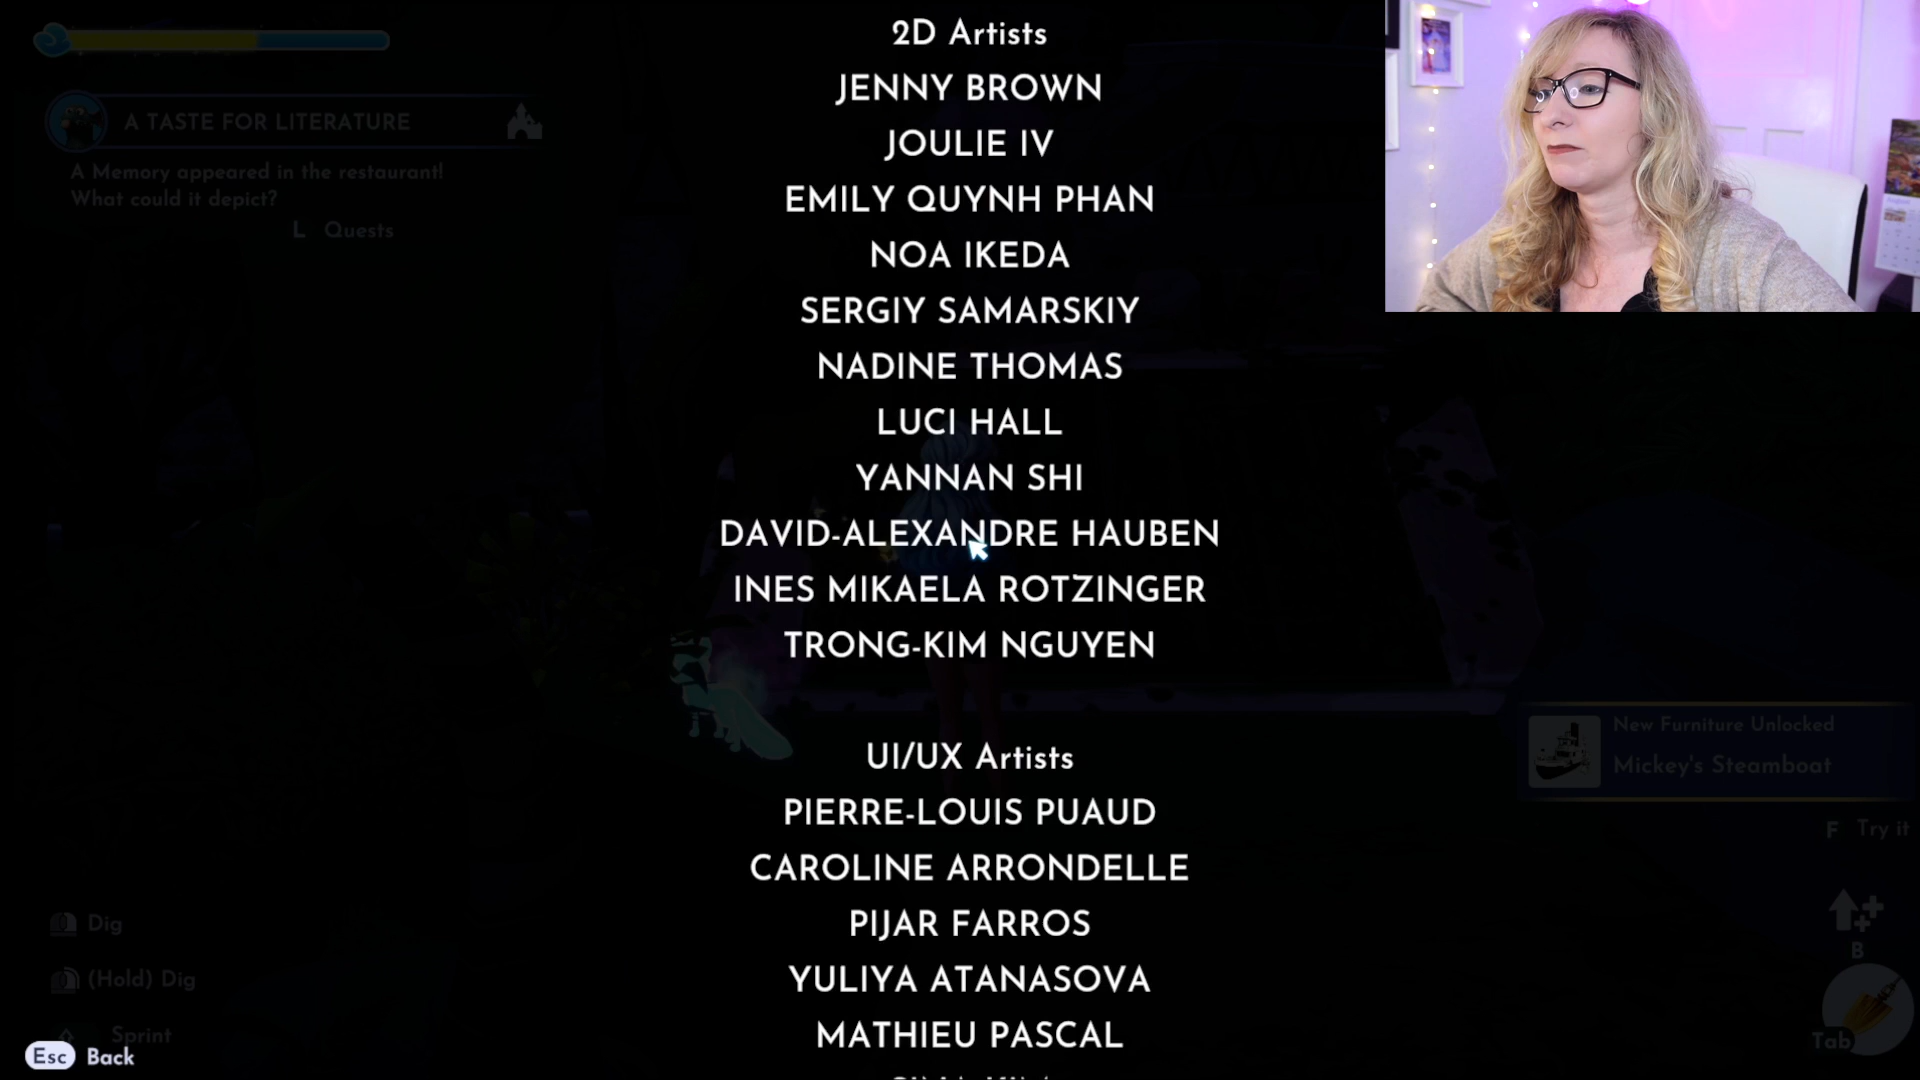 2D Artists
JENNY BROWN
JOULIE IV
EMILY QUYNH PHAN
NOA IKEDA
SERGIY SAMARSKIY
NADINE THOMAS
LUCI HALL
YANNAN SHI
DAVID-ALEXANDRE HAUBEN
INES MIKAELA ROTZINGER
TRONG-KIM NGUYEN
UI/UX Artists
PIERRE-LOUIS PUAUD
CAROLINE ARRONDELLE
PIJAR FARROS
YULIYA ATANASOVA
MATHIEU PASCAL
A TASTE FOR LITERATURE
A Memory appeared in the restaurant!
What could it depict?
L Quests
New Furniture Unlocked
Mickey's Steamboat
F Try it
B
Tab
Dig
(Hold) Dig
Sprint
Esc Back